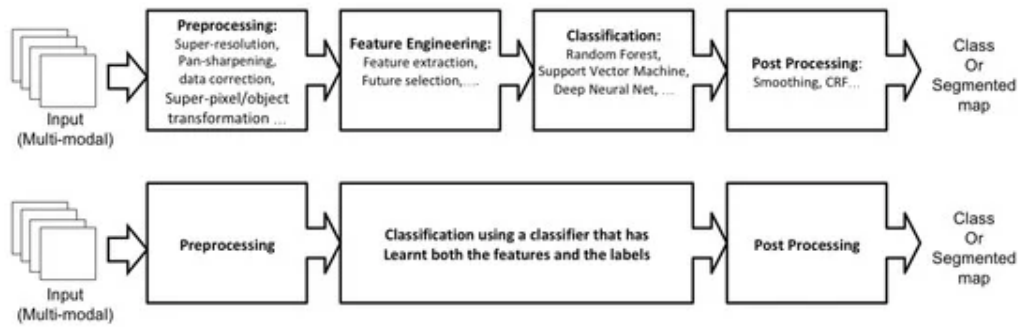 Input
(Multi-modal)
Preprocessing:
Super-resolution,
Pan-sharpening,
data correction,
Super-pixel/object
transformation ...
Feature Engineering:
Feature extraction,
Future selection,....
Classification:
Random Forest,
Support Vector Machine,
Deep Neural Net, ...
Post Processing:
Smoothing, CRF...
Class
Or
Segmented
map
Input
(Multi-modal)
Preprocessing
Classification using a classifier that has
Learnt both the features and the labels
Post Processing
Class
Or
Segmented
map